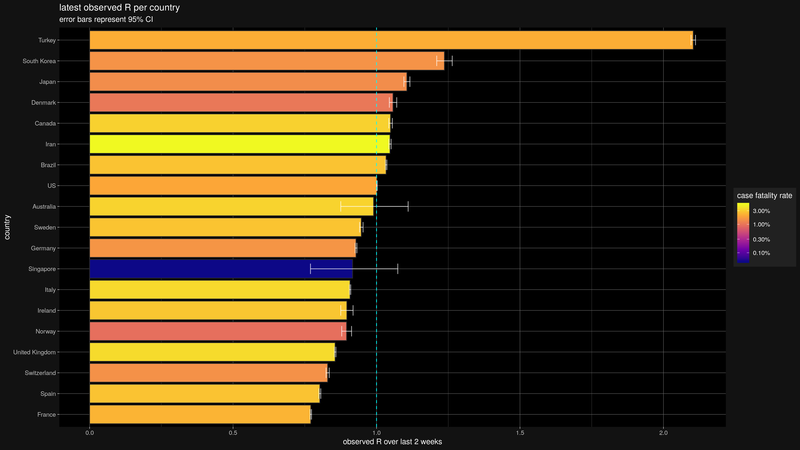 latest observed R per country
error bars represent 95% CI
country
Turkey
South Korea
Japan
Denmark
Canada
Iran
Brazil
US
Australia
Sweden
Germany
Singapore
Italy
Ireland
Norway
United Kingdom
Switzerland
Spain
France
0.0 0.5 1.0 1.5 2.0
observed R over last 2 weeks
case fatality rate
3.00%
1.00%
0.30%
0.10%